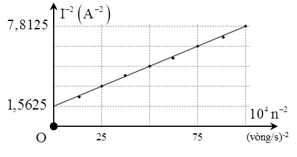 I⁻² (A⁻²)
7,8125
1,5625
10⁴ n⁻²
O
25
75
(vòng/s)⁻²